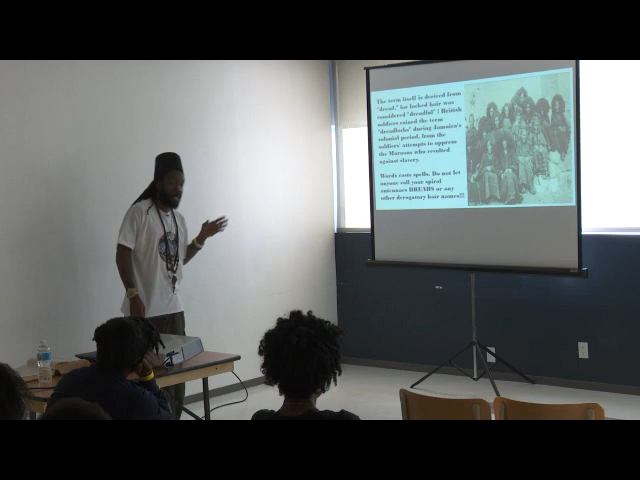 The term itself is derived from
"dread," for locked hair was
considered "dreadful" | British
soldiers coined the term
"dreadlocks" during Jamaica's
colonial period, from the
soldiers' attempts to oppress
the Maroons who revolted
against slavery.
Words casts spells. Do not let
anyone call your spiral
antennaes DREADS or any
other derogatory hair names!!!